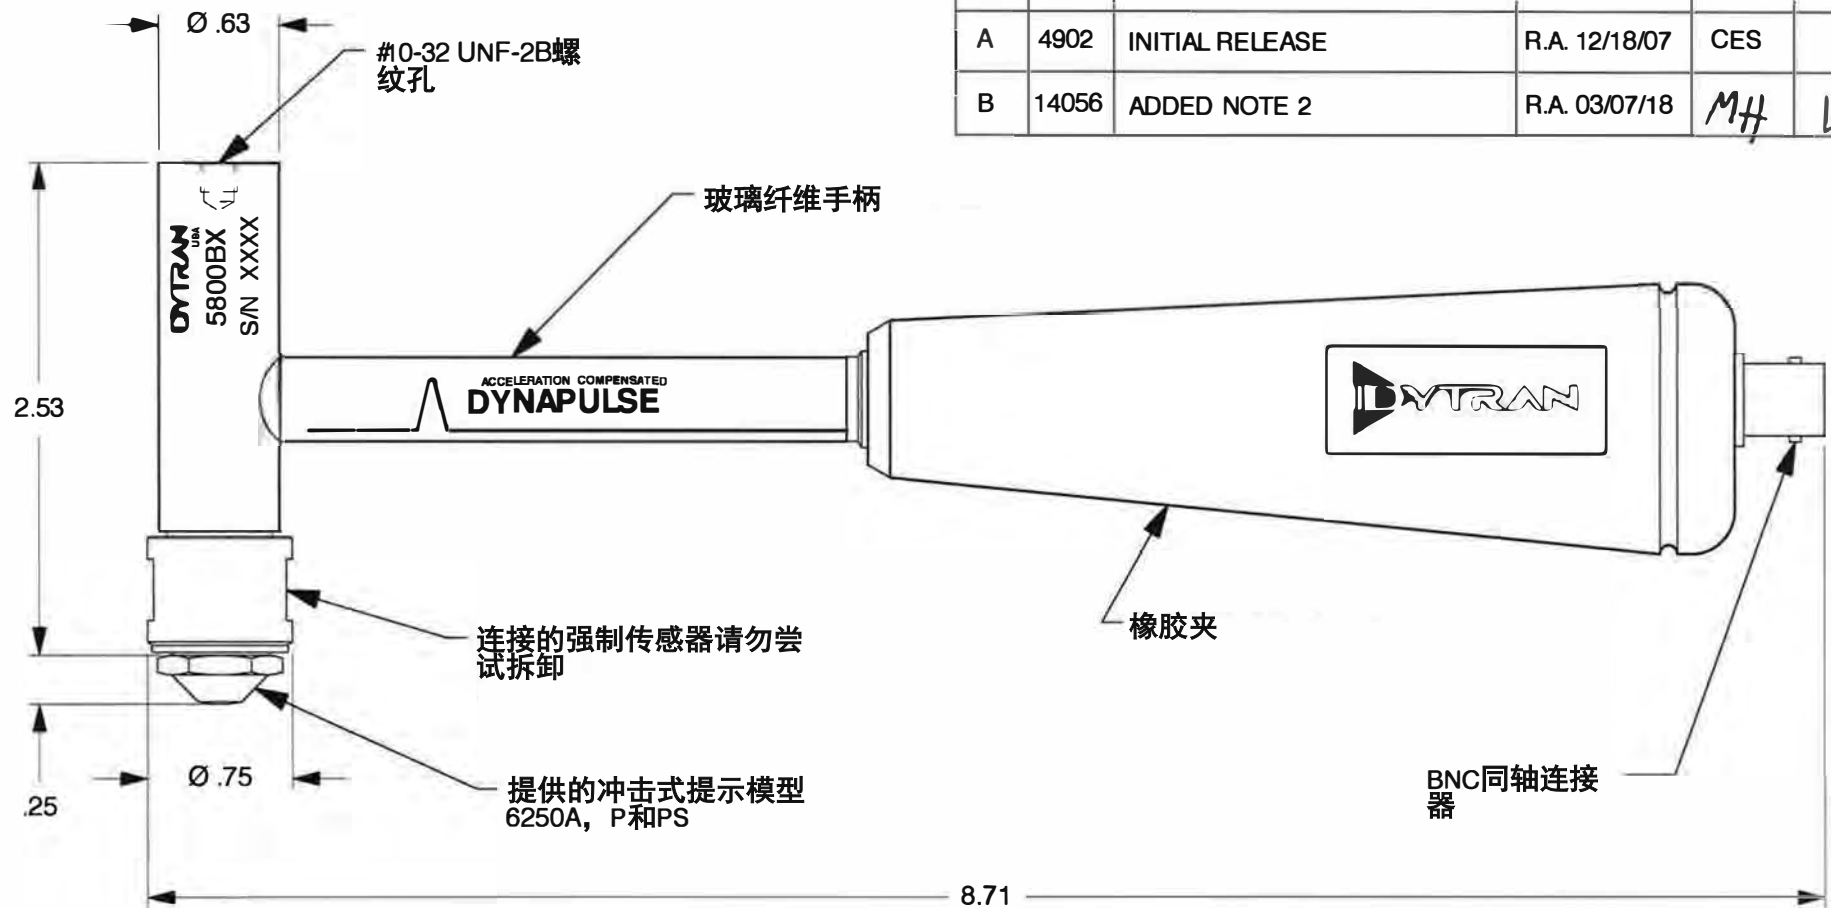 Ø .63
#10-32 UNF-2B螺
纹孔
A 4902 INITIAL RELEASE R.A. 12/18/07 CES
B 14056 ADDED NOTE 2 R.A. 03/07/18 MH
玻璃纤维手柄
DYTRAN
USA
5800BX
S/N XXXX
2.53
ACCELERATION COMPENSATED
DYNAPULSE
DYTRAN
橡胶夹
连接的强制传感器请勿尝
试拆卸
Ø .75
.25
提供的冲击式提示模型
6250A，P和PS
BNC同轴连接
器
8.71